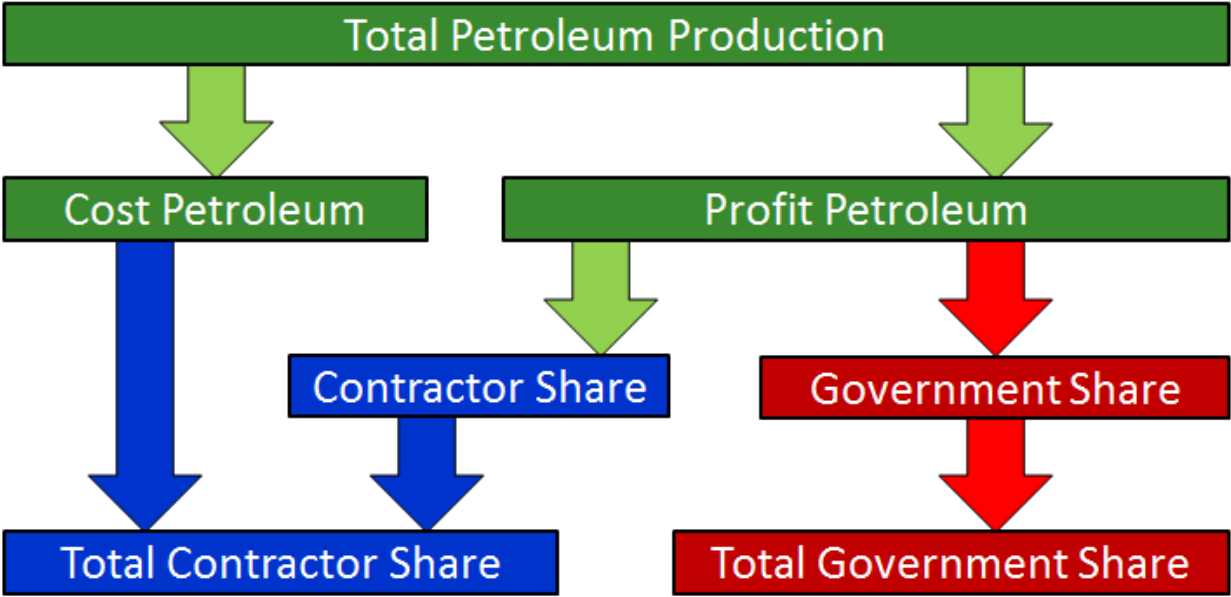 Total Petroleum Production
Cost Petroleum
Profit Petroleum
Contractor Share
Government Share
Total Contractor Share
Total Government Share